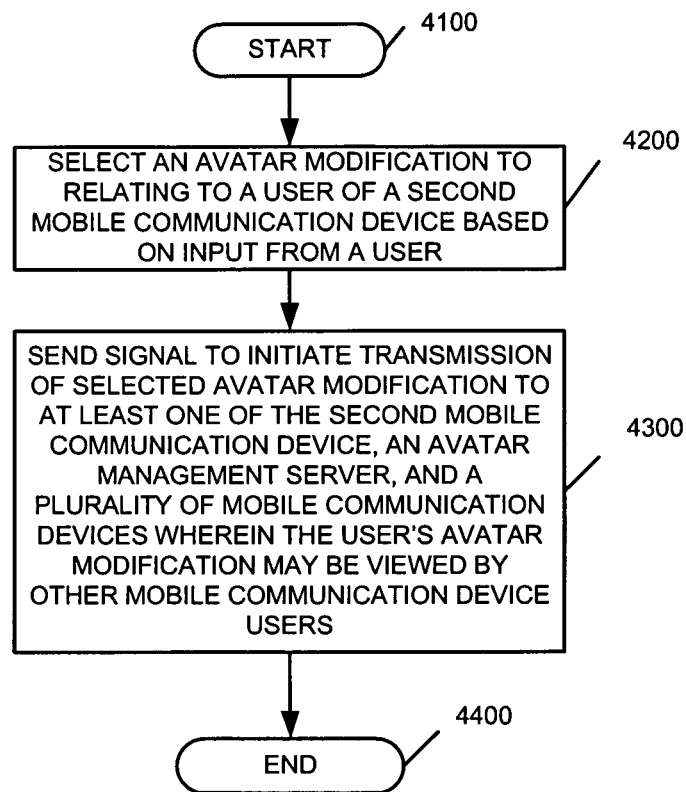 START
4100
SELECT AN AVATAR MODIFICATION TO
RELATING TO A USER OF A SECOND
MOBILE COMMUNICATION DEVICE BASED
ON INPUT FROM A USER
4200
SEND SIGNAL TO INITIATE TRANSMISSION
OF SELECTED AVATAR MODIFICATION TO
AT LEAST ONE OF THE SECOND MOBILE
COMMUNICATION DEVICE, AN AVATAR
MANAGEMENT SERVER, AND A
PLURALITY OF MOBILE COMMUNICATION
DEVICES WHEREIN THE USER'S AVATAR
MODIFICATION MAY BE VIEWED BY
OTHER MOBILE COMMUNICATION DEVICE
USERS
4300
END
4400